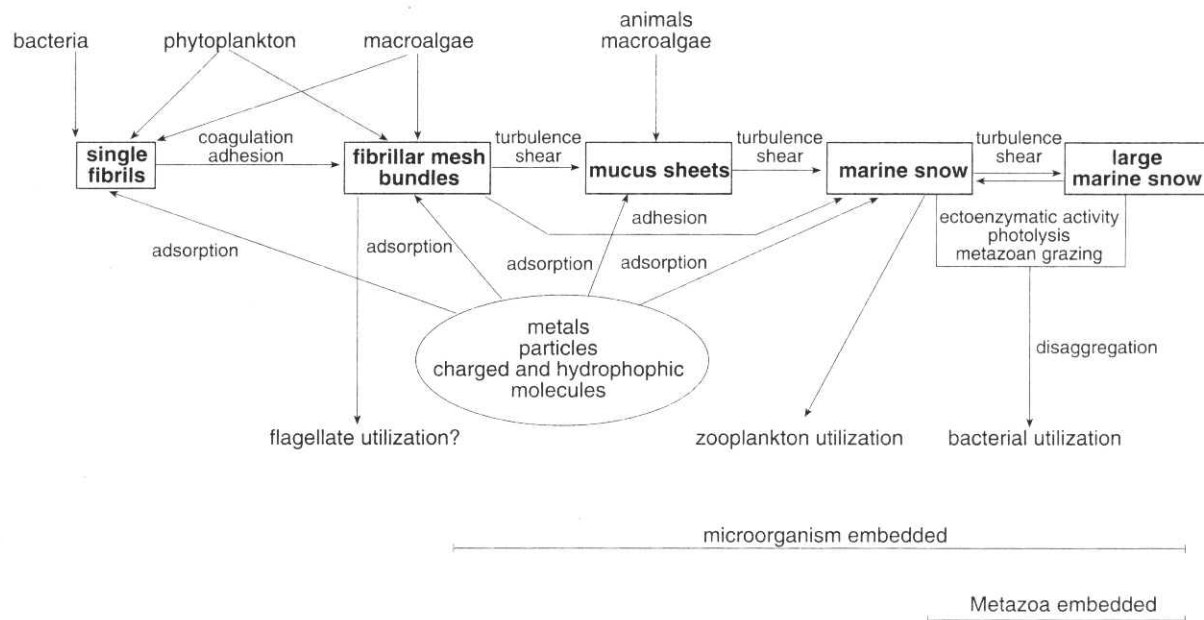 animals
bacteria phytoplankton macroalgae macroalgae
coagulation
adhesion
turbulence
shear
turbulence
shear
turbulence
shear
single
fibrils
fibrillar mesh
bundles
mucus sheets
marine snow
large
marine snow
adhesion
ectoenzymatic activity
photolysis
metazoan grazing
adsorption
adsorption
adsorption
adsorption
metals
particles
charged and hydrophophic
molecules
disaggregation
flagellate utilization?
zooplankton utilization
bacterial utilization
microorganism embedded
Metazoa embedded